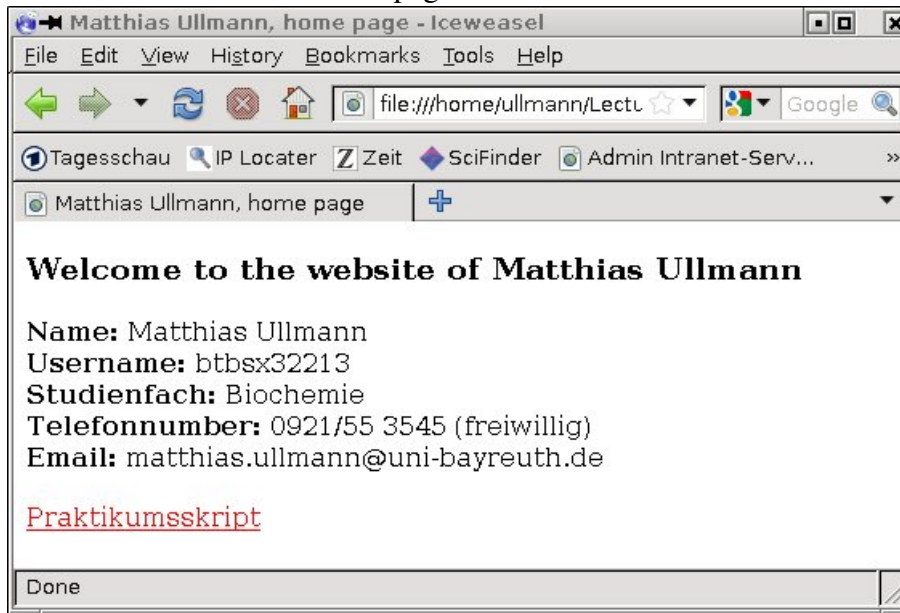 Matthias Ullmann, home page - Iceweasel
File Edit View History Bookmarks Tools Help
file:///home/ullmann/Lectu Google
Tagesschau IP Locater Z Zeit SciFinder Admin Intranet-Serv... »
Matthias Ullmann, home page
Welcome to the website of Matthias Ullmann
Name: Matthias Ullmann
Username: btbsx32213
Studienfach: Biochemie
Telefonnumber: 0921/55 3545 (freiwillig)
Email: matthias.ullmann@uni-bayreuth.de
Praktikumsskript
Done